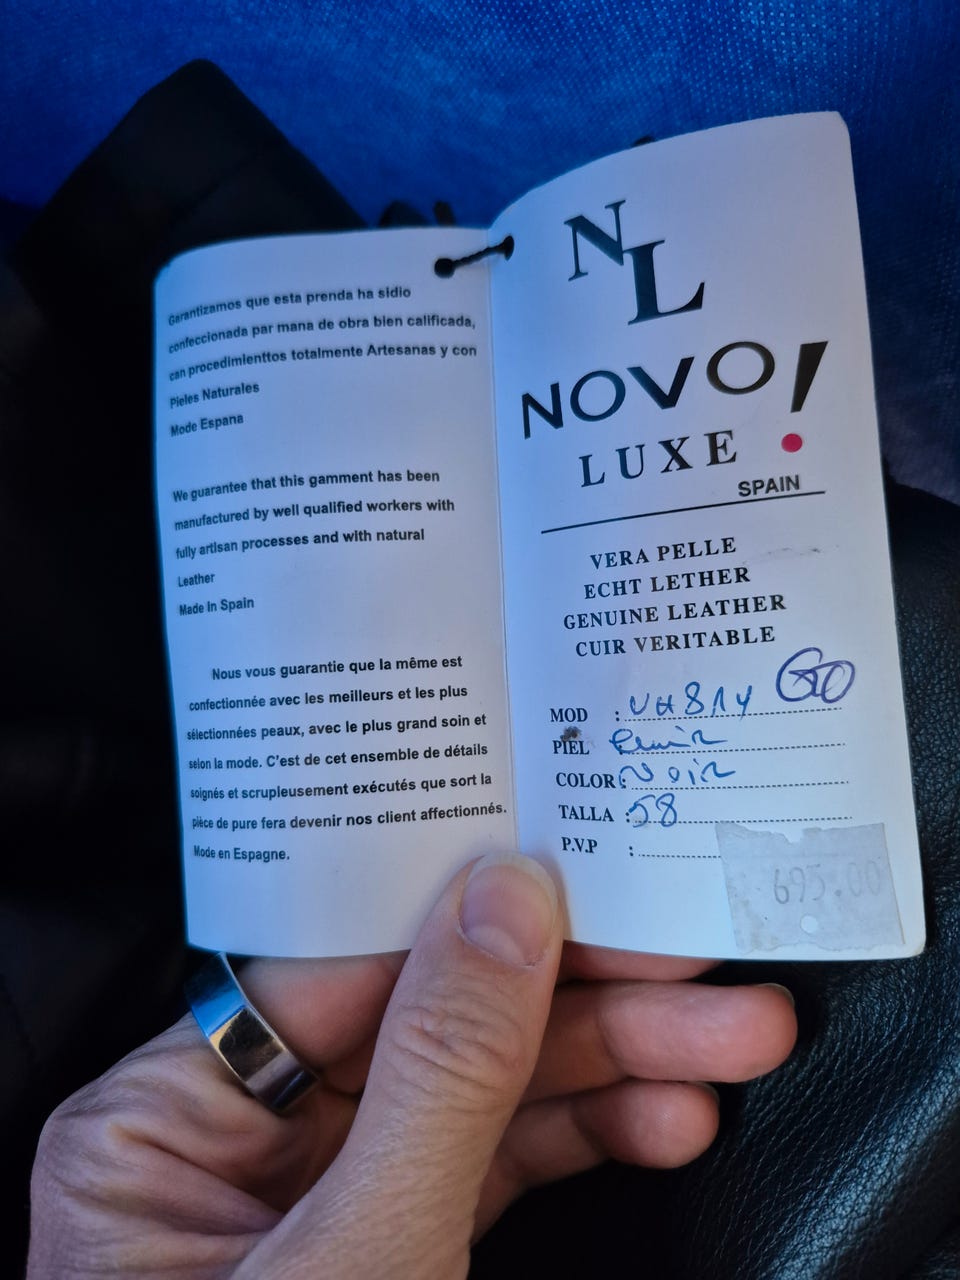 Garantizamos que esta prenda ha sidio
confeccionada par mana de obra bien calificada,
can procedimienttos totalmente Artesanas y con
Pieles Naturales
Mode Espana
We guarantee that this gamment has been
manufactured by well qualified workers with
fully artisan processes and with natural
Leather
Made In Spain
Nous vous guarantie que la même est
confectionnée avec les meilleurs et les plus
sélectionnées peaux, avec le plus grand soin et
selon la mode. C'est de cet ensemble de détails
soignés et scrupleusement exécutés que sort la
pièce de pure fera devenir nos client affectionnés.
Mode en Espagne.
NL
NOVO!
LUXE
SPAIN
VERA PELLE
ECHT LETHER
GENUINE LEATHER
CUIR VERITABLE
MOD :
PIEL
COLOR: Noir
TALLA : 58
P.V.P :
695.00